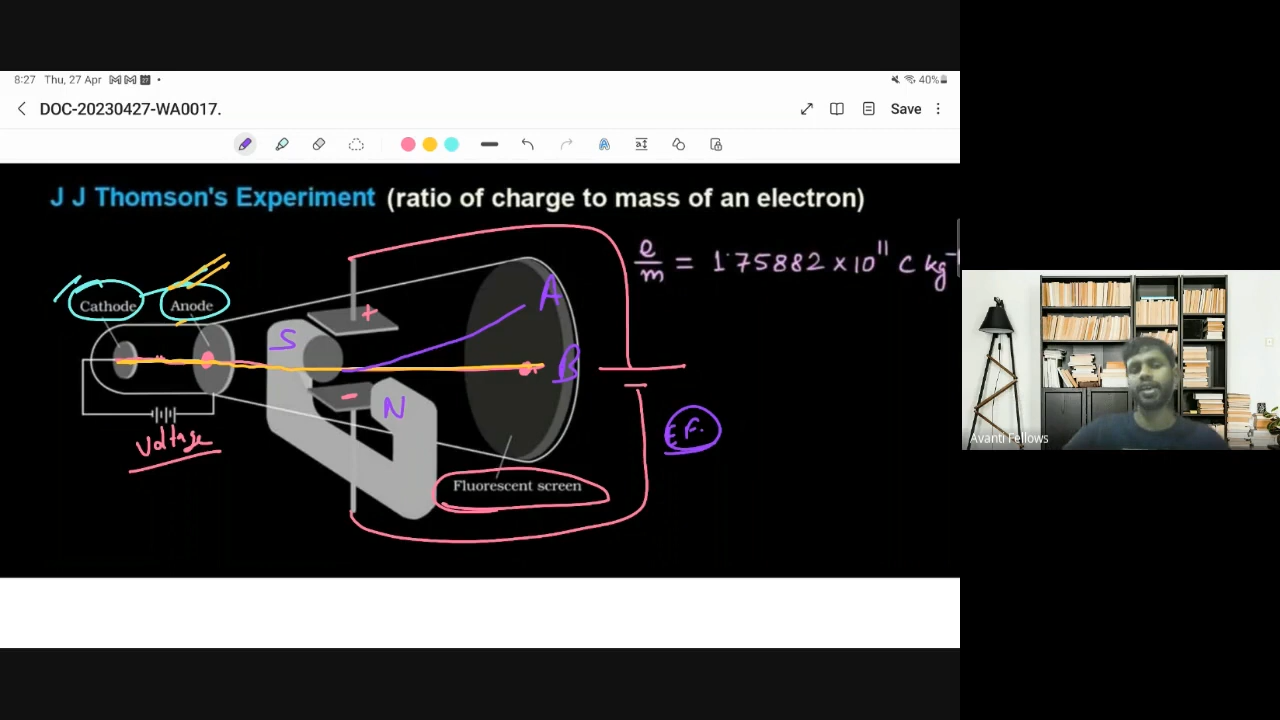 8:27 Thu, 27 Apr
40%
DOC-20230427-WA0017.
Save
J J Thomson's Experiment (ratio of charge to mass of an electron)
e/m = 1.75882 × 10¹¹ C kg⁻¹
Cathode
Anode
+
A
S
B
-
N
voltage
E.F.
Fluorescent screen
Avanti Fellows